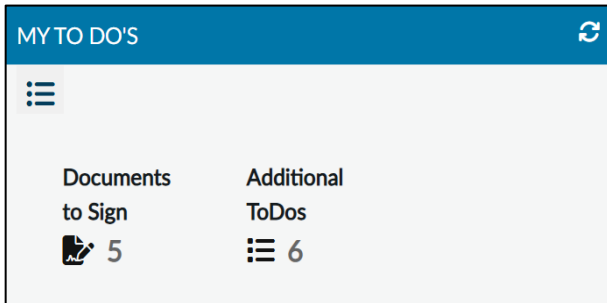 MY TO DO'S
Documents
to Sign
5
Additional
ToDos
6